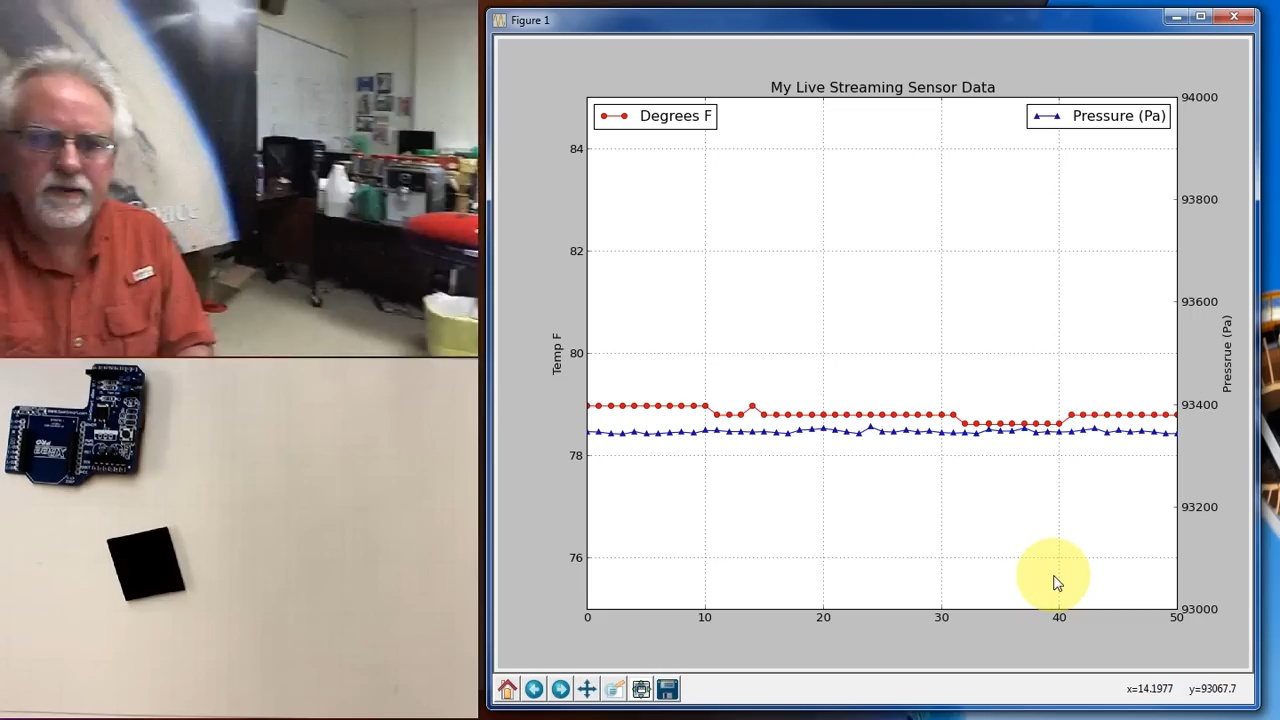 Figure 1
My Live Streaming Sensor Data
Degrees F
Pressure (Pa)
84
82
80
78
76
Temp F
94000
93800
93600
93400
93200
93000
Pressrue (Pa)
0
10
20
30
40
50
x=14.1977 y=93067.7